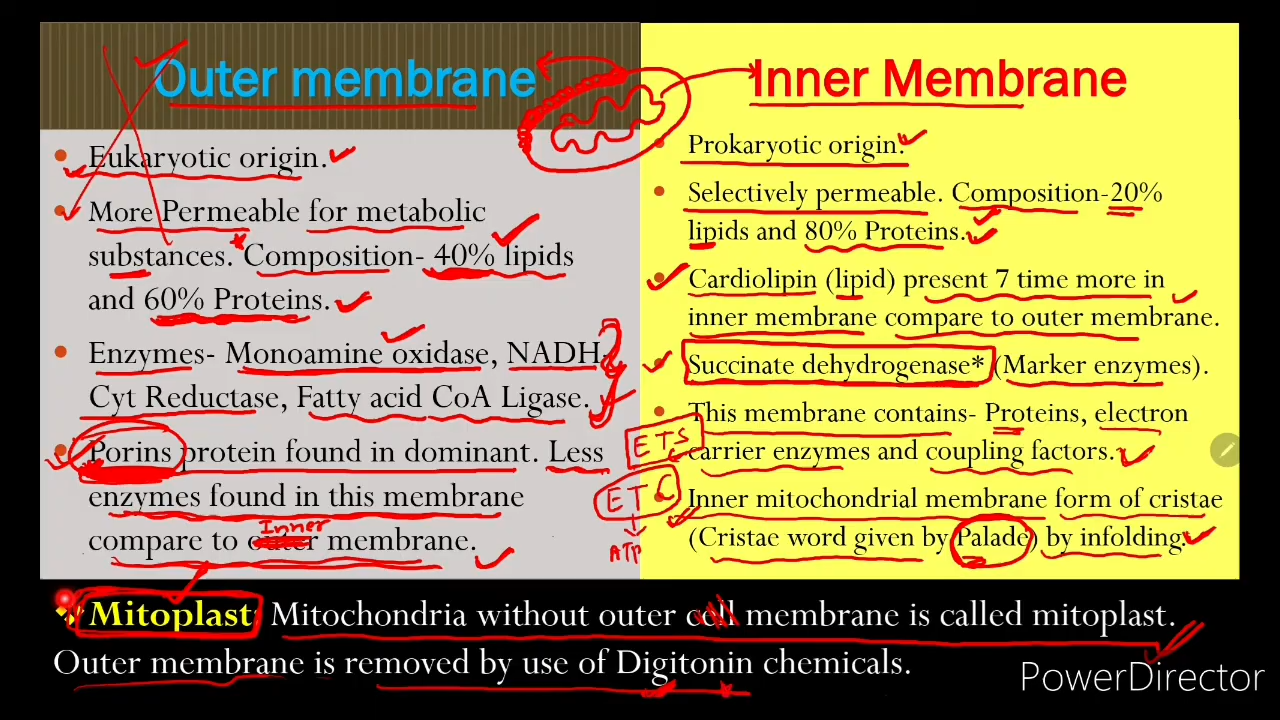 Outer membrane
Eukaryotic origin.
More Permeable for metabolic
substances.* Composition- 40% lipids
and 60% Proteins.
Enzymes- Monoamine oxidase, NADH
Cyt Reductase, Fatty acid CoA Ligase.
Porins protein found in dominant. Less
enzymes found in this membrane
Inner
compare to outer membrane.
Inner Membrane
Prokaryotic origin.
Selectively permeable. Composition-20%
lipids and 80% Proteins.
Cardiolipin (lipid) present 7 time more in
inner membrane compare to outer membrane.
Succinate dehydrogenase* (Marker enzymes).
This membrane contains- Proteins, electron
ETS
carrier enzymes and coupling factors.
ETC
Inner mitochondrial membrane form of cristae
(Cristae word given by Palade) by infolding.
ATP
Mitoplast: Mitochondria without outer cell membrane is called mitoplast.
Outer membrane is removed by use of Digitonin chemicals.
PowerDirector